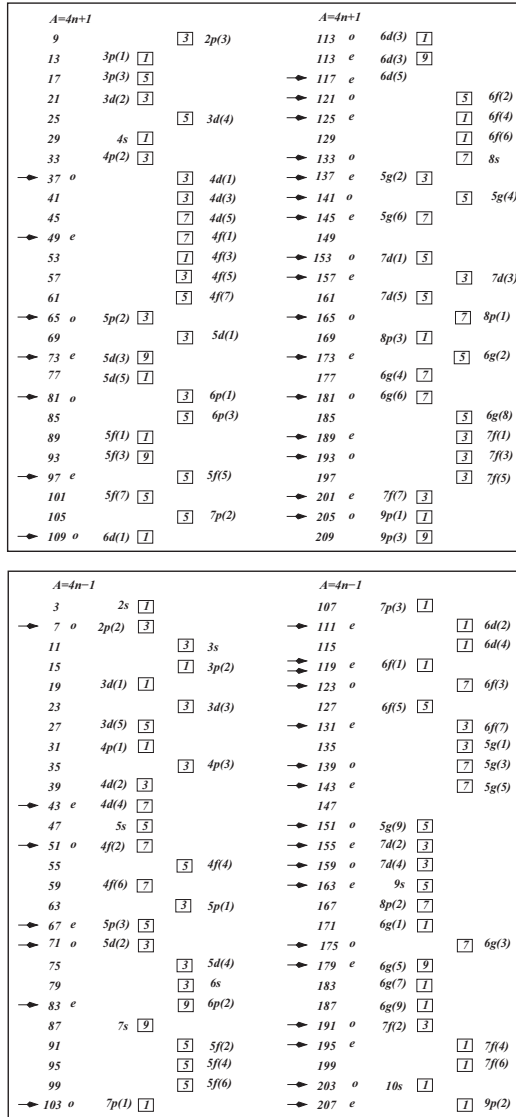 A=4n+1
9 3 2p(3)
13 3p(1) 1
17 3p(3) 5
21 3d(2) 3
25 5 3d(4)
29 4s 1
33 4p(2) 3
37 o 3 4d(1)
41 3 4d(3)
45 7 4d(5)
49 e 7 4f(1)
53 1 4f(3)
57 3 4f(5)
61 5 4f(7)
65 o 5p(2) 3
69 3 5d(1)
73 e 5d(3) 9
77 5d(5) 1
81 o 3 6p(1)
85 5 6p(3)
89 5f(1) 1
93 5f(3) 9
97 e 5 5f(5)
101 5f(7) 5
105 5 7p(2)
109 o 6d(1) 1
A=4n+1
113 o 6d(3) 1
113 e 6d(3) 9
117 e 6d(5)
121 o 5 6f(2)
125 e 1 6f(4)
129 1 6f(6)
133 o 7 8s
137 e 5g(2) 3
141 o 5 5g(4)
145 e 5g(6) 7
149
153 o 7d(1) 5
157 e 3 7d(3)
161 7d(5) 5
165 o 7 8p(1)
169 8p(3) 1
173 e 5 6g(2)
177 6g(4) 7
181 o 6g(6) 7
185 5 6g(8)
189 e 3 7f(1)
193 o 3 7f(3)
197 3 7f(5)
201 e 7f(7) 3
205 o 9p(1) 1
209 9p(3) 9
A=4n−1
3 2s 1
7 o 2p(2) 3
11 3 3s
15 1 3p(2)
19 3d(1) 1
23 3 3d(3)
27 3d(5) 5
31 4p(1) 1
35 3 4p(3)
39 4d(2) 3
43 e 4d(4) 7
47 5s 5
51 o 4f(2) 7
55 5 4f(4)
59 4f(6) 7
63 3 5p(1)
67 e 5p(3) 5
71 o 5d(2) 3
75 3 5d(4)
79 3 6s
83 e 9 6p(2)
87 7s 9
91 5 5f(2)
95 5 5f(4)
99 5 5f(6)
103 o 7p(1) 1
A=4n−1
107 7p(3) 1
111 e 1 6d(2)
115 1 6d(4)
119 e 6f(1) 1
123 o 7 6f(3)
127 6f(5) 5
131 e 3 6f(7)
135 3 5g(1)
139 o 7 5g(3)
143 e 7 5g(5)
147
151 o 5g(9) 5
155 e 7d(2) 3
159 o 7d(4) 3
163 e 9s 5
167 8p(2) 7
171 6g(1) 1
175 o 7 6g(3)
179 e 6g(5) 9
183 6g(7) 1
187 6g(9) 1
191 o 7f(2) 3
195 e 1 7f(4)
199 1 7f(6)
203 o 10s 1
207 e 1 9p(2)